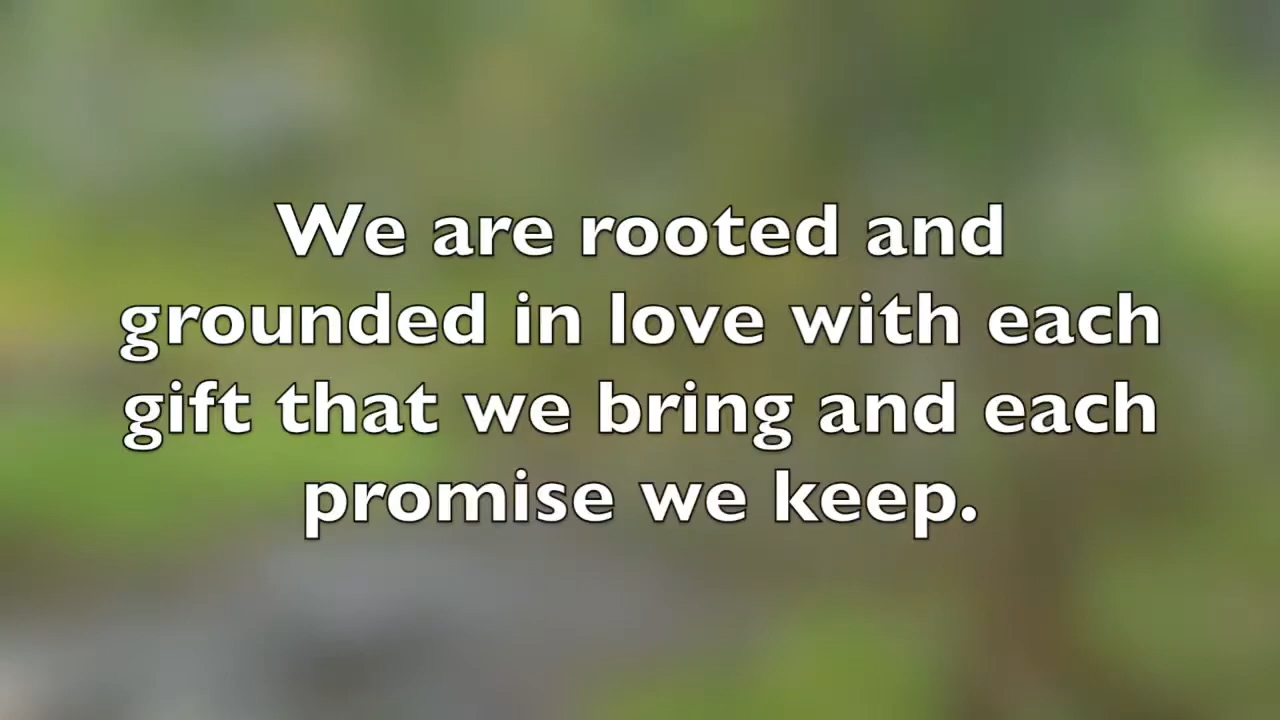 We are rooted and
grounded in love with each
gift that we bring and each
promise we keep.